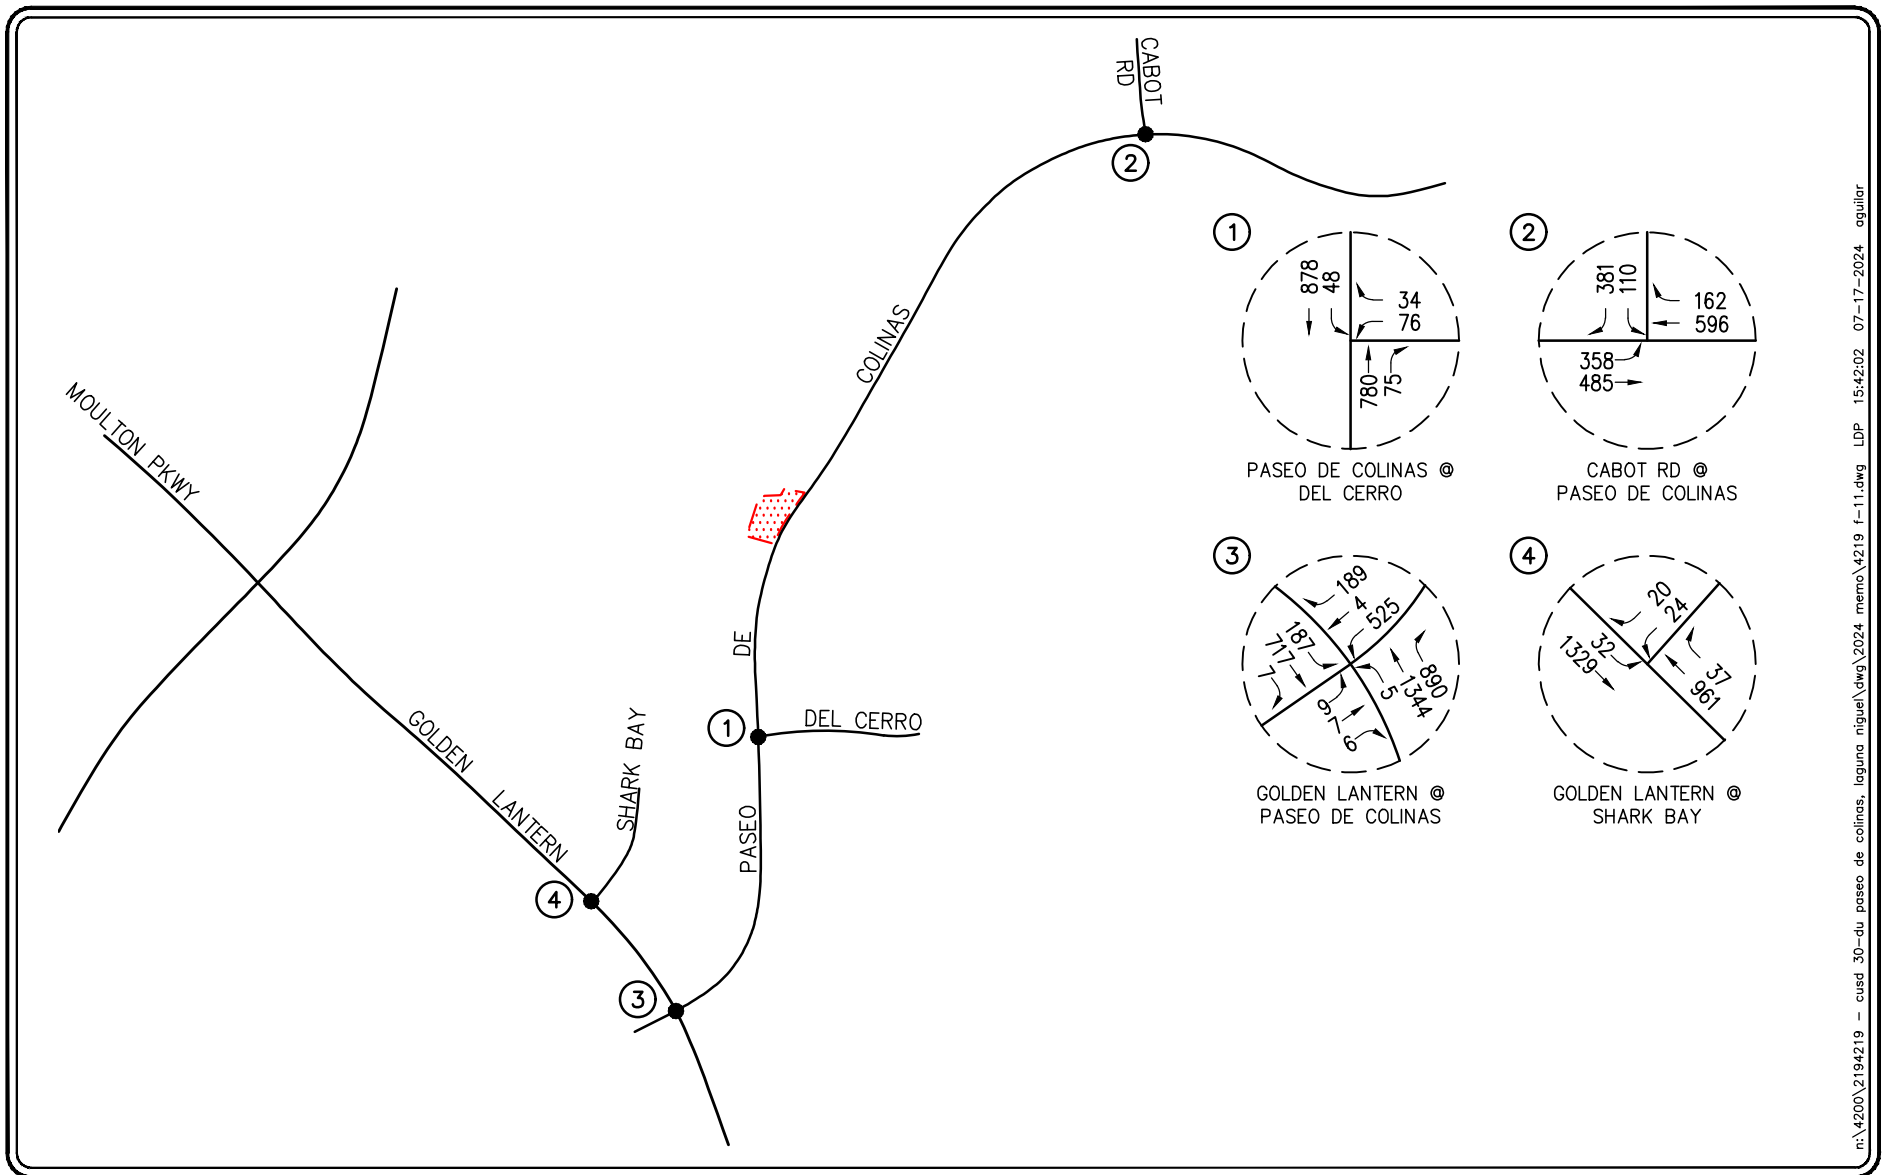 CABOT
RD
2
COLINAS
MOULTON PKWY
DE
GOLDEN
LANTERN
SHARK BAY
1
DEL CERRO
PASEO
4
3
1
878
48
34
76
780
75
PASEO DE COLINAS @
DEL CERRO
2
381
110
162
596
358
485
CABOT RD @
PASEO DE COLINAS
3
189
4
525
187
717
7
890
1344
5
9
7
6
GOLDEN LANTERN @
PASEO DE COLINAS
4
20
24
32
1329
37
961
GOLDEN LANTERN @
SHARK BAY
n:\4200\2194219 - cusd 30-du paseo de colinas, laguna niguel\dwg\2024 memo\4219 f-11.dwg LDP 15:42:02 07-17-2024 aguilar